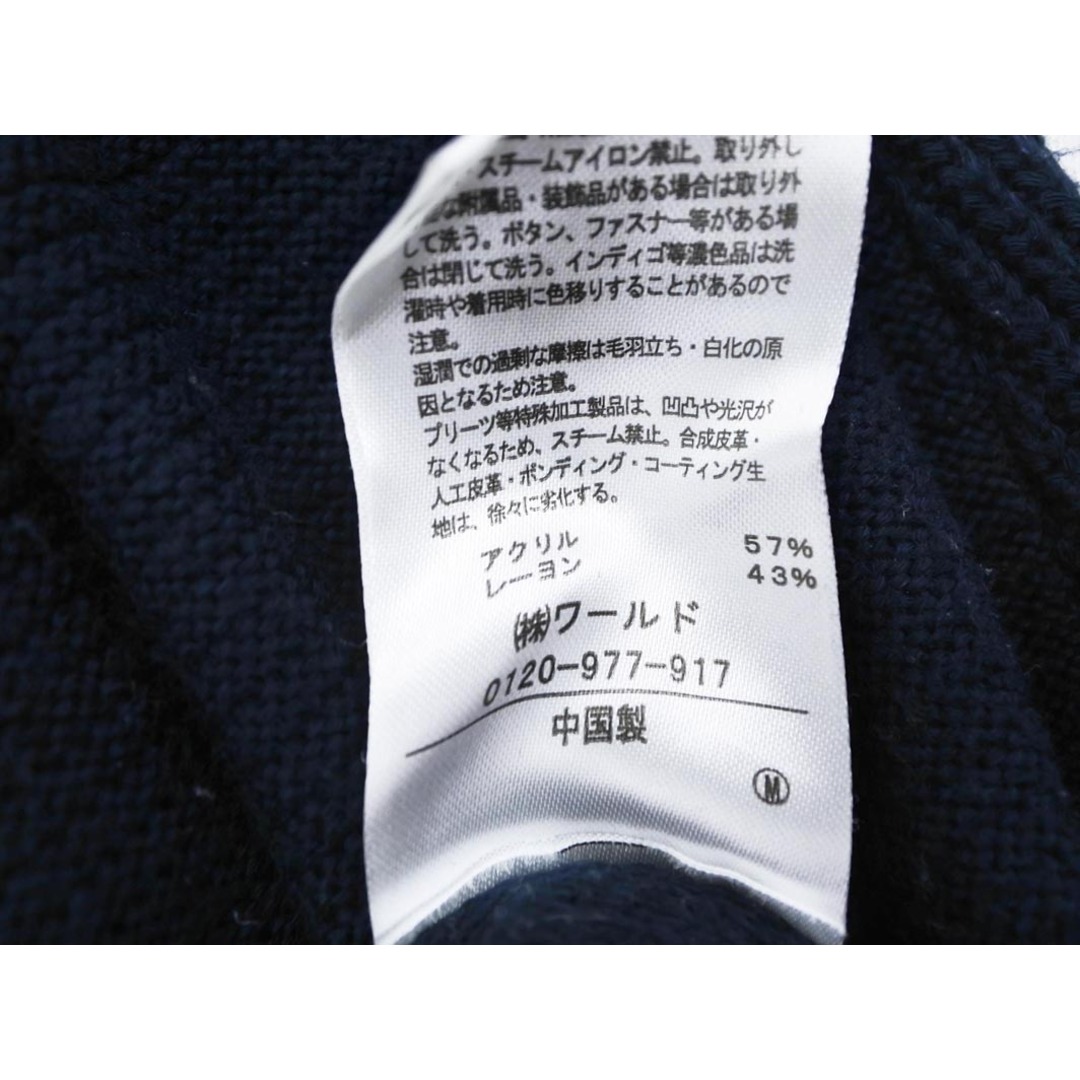 スチームアイロン禁止。取り外し
な附属品・装飾品がある場合は取り外
して洗う。ボタン、ファスナー等がある場
合は閉じて洗う。インディゴ等濃色品は洗
濯時や着用時に色移りすることがあるので
注意。
湿潤での過剰な摩擦は毛羽立ち・白化の原
因となるため注意。
プリーツ等特殊加工製品は、凹凸や光沢が
なくなるため、スチーム禁止。合成皮革・
人工皮革・ボンディング・コーティング生
地は、徐々に劣化する。
アクリル 57%
レーヨン 43%
㈱ワールド
0120-977-917
中国製
Ⓜ